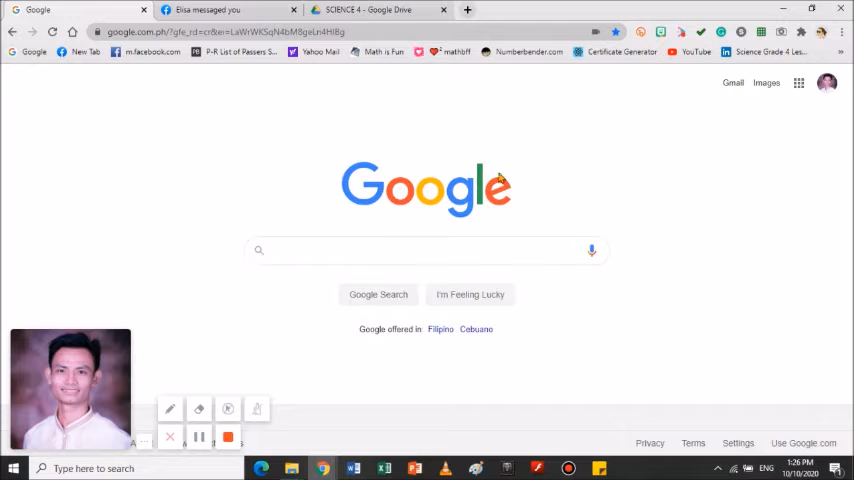 Google
Elisa messaged you
SCIENCE 4 - Google Drive
google.com.ph/?gfe_rd=cr&ei=LaWrWKSqN4bM8geLn4HIBg
Google
New Tab
m.facebook.com
P-R List of Passers S...
Yahoo Mail
Math is Fun
mathbff
Numberbender.com
Certificate Generator
YouTube
Science Grade 4 Les...
Gmail Images
Google
Google Search
I'm Feeling Lucky
Google offered in: Filipino Cebuano
Privacy Terms Settings Use Google.com
Type here to search
ENG
1:26 PM
10/10/2020